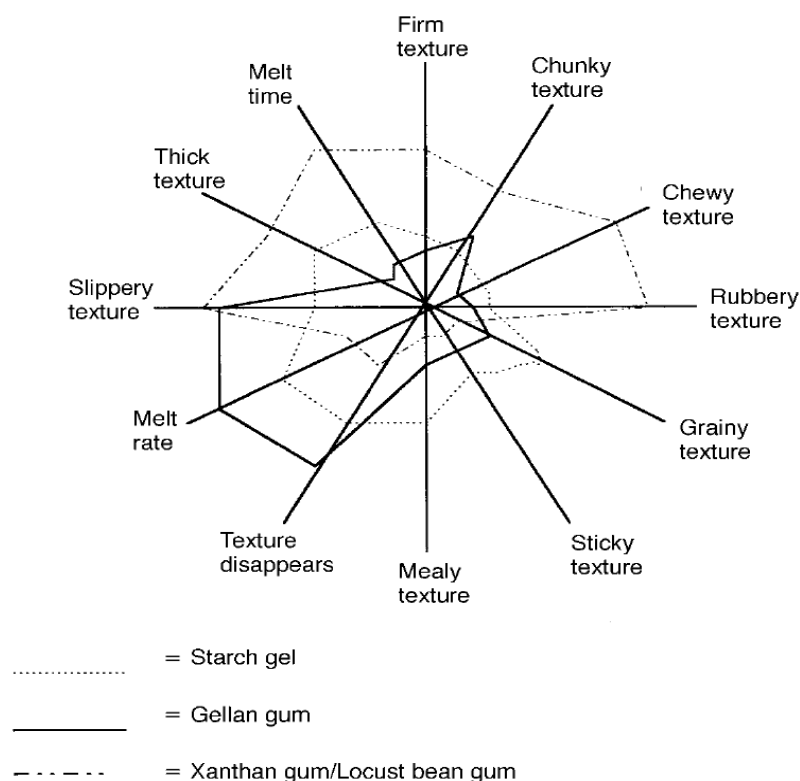 Firm
texture
Chunky
texture
Melt
time
Thick
texture
Chewy
texture
Slippery
texture
Rubbery
texture
Melt
rate
Grainy
texture
Texture
disappears
Sticky
texture
Mealy
texture
= Starch gel
= Gellan gum
= Xanthan gum/Locust bean gum